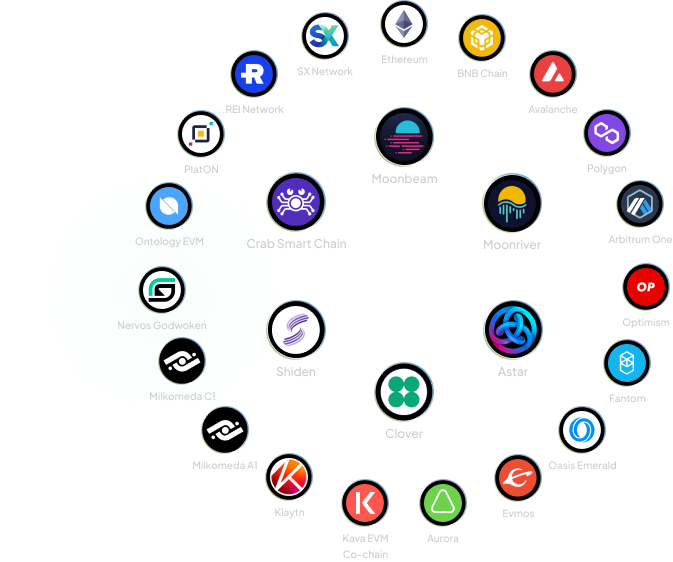 Ethereum
SX Network
BNB Chain
REI Network
Avalanche
PlatON
Moonbeam
Polygon
Ontology EVM
Crab Smart Chain
Moonriver
Arbitrum One
Nervos Godwoken
OP
Optimism
Shiden
Astar
Milkomeda C1
Fantom
Clover
Milkomeda A1
Oasis Emerald
Klaytn
Evmos
Kava EVM
Co-chain
Aurora